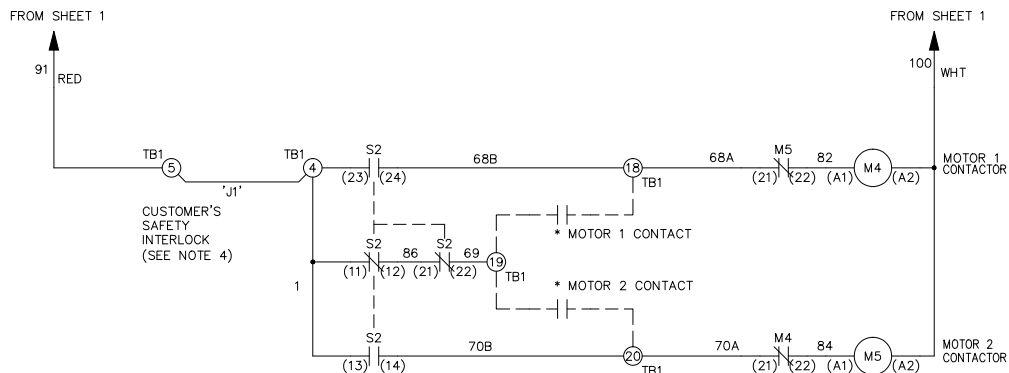 FROM SHEET 1
FROM SHEET 1
91
RED
100
WHT
TB1
5
TB1
4
S2
(23)
(24)
68B
18
TB1
68A
M5
(21)
(22)
82
(A1)
M4
(A2)
MOTOR 1
CONTACTOR
'J1'
CUSTOMER'S
SAFETY
INTERLOCK
(SEE NOTE 4)
* MOTOR 1 CONTACT
S2
(11)
(12)
86
S2
(21)
(22)
69
19
TB1
1
* MOTOR 2 CONTACT
S2
(13)
(14)
70B
20
TB1
70A
M4
(21)
(22)
84
(A1)
M5
(A2)
MOTOR 2
CONTACTOR